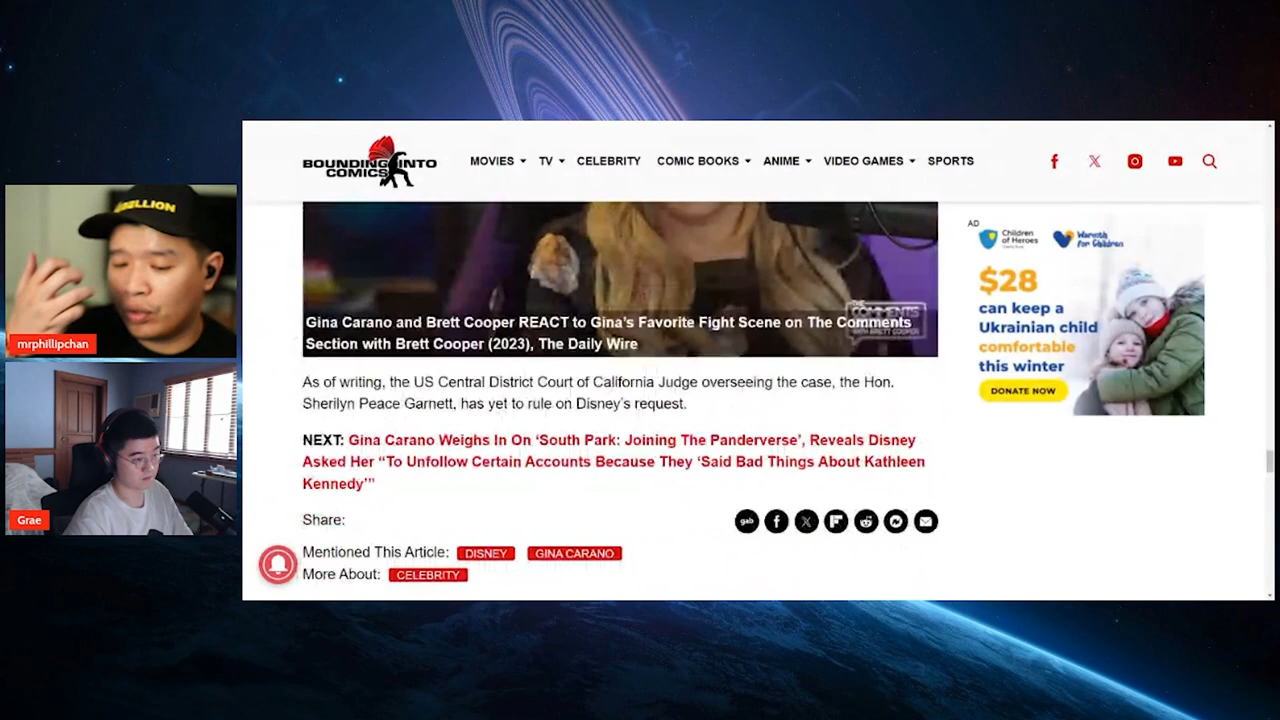 BOUNDING INTO
COMICS
MOVIES TV CELEBRITY COMIC BOOKS ANIME VIDEO GAMES SPORTS
AD
Children
of Heroes
Warmth
for Children
$28
can keep a
Ukrainian child
comfortable
this winter
DONATE NOW
THE
COMMENTS
WITH BRETT COOPER
Gina Carano and Brett Cooper REACT to Gina's Favorite Fight Scene on The Comments
Section with Brett Cooper (2023), The Daily Wire
As of writing, the US Central District Court of California Judge overseeing the case, the Hon.
Sherilyn Peace Garnett, has yet to rule on Disney's request.
NEXT: Gina Carano Weighs In On ‘South Park: Joining The Panderverse’, Reveals Disney
Asked Her “To Unfollow Certain Accounts Because They ‘Said Bad Things About Kathleen
Kennedy’”
Share:
gab
Mentioned This Article: DISNEY GINA CARANO
More About: CELEBRITY
mrphillipchan
Grae